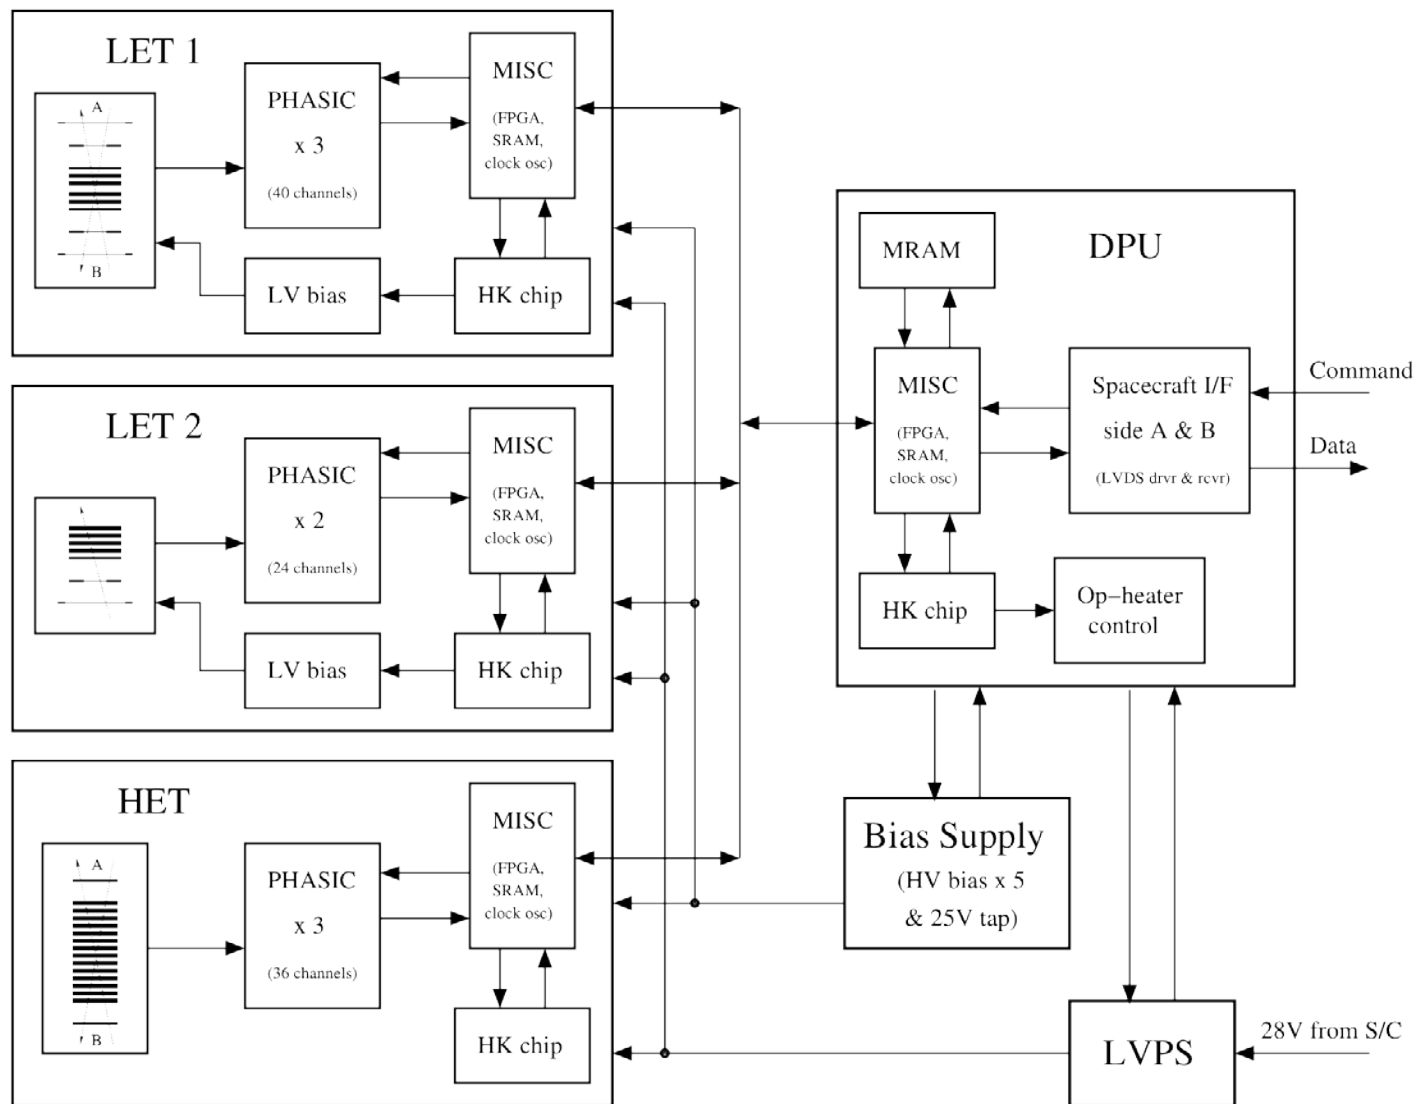 LET 1
A
B
PHASIC
x 3
(40 channels)
MISC
(FPGA,
SRAM,
clock osc)
LV bias
HK chip
LET 2
PHASIC
x 2
(24 channels)
MISC
(FPGA,
SRAM,
clock osc)
LV bias
HK chip
HET
A
B
PHASIC
x 3
(36 channels)
MISC
(FPGA,
SRAM,
clock osc)
HK chip
DPU
MRAM
MISC
(FPGA,
SRAM,
clock osc)
Spacecraft I/F
side A & B
(LVDS drvr & rcvr)
Command
Data
HK chip
Op−heater
control
Bias Supply
(HV bias x 5
& 25V tap)
LVPS
28V from S/C